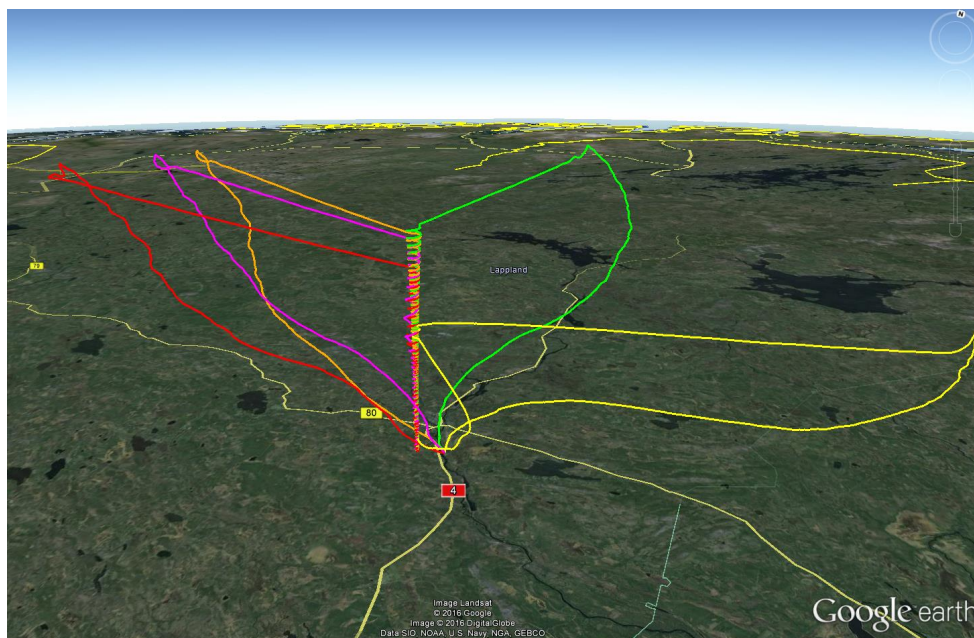 N
Lappland
79
80
4
Image Landsat
© 2016 Google
Image © 2016 DigitalGlobe
Data SIO, NOAA, U.S. Navy, NGA, GEBCO
Google earth